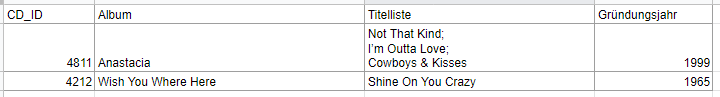 CD_ID Album Titelliste Gründungsjahr
Not That Kind;
I'm Outta Love;
4811 Anastacia Cowboys & Kisses 1999
4212 Wish You Where Here Shine On You Crazy 1965